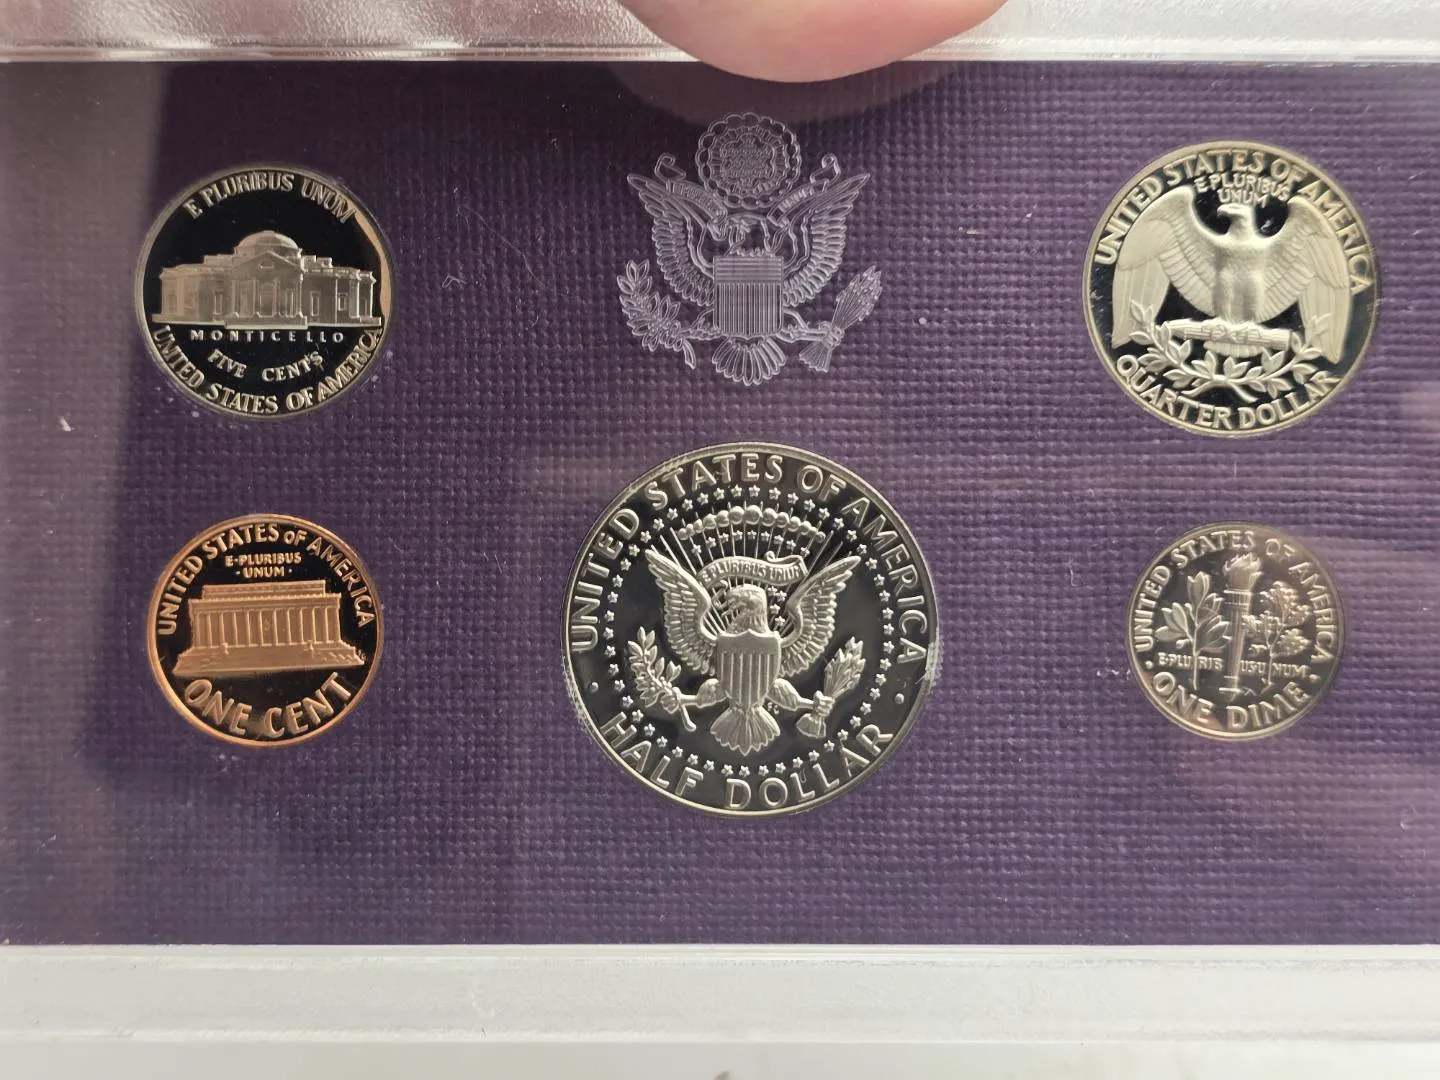 E PLURIBUS UNUM
MONTICELLO
FIVE CENTS
UNITED STATES OF AMERICA
UNITED STATES OF AMERICA
E PLURIBUS
UNUM
QUARTER DOLLAR
UNITED STATES OF AMERICA
E·PLURIBUS
·UNUM·
ONE CENT
UNITED STATES OF AMERICA
E PLURIBUS UNUM
FG
HALF DOLLAR
UNITED STATES OF AMERICA
E·PLURIBUS·UNUM
· ONE DIME ·